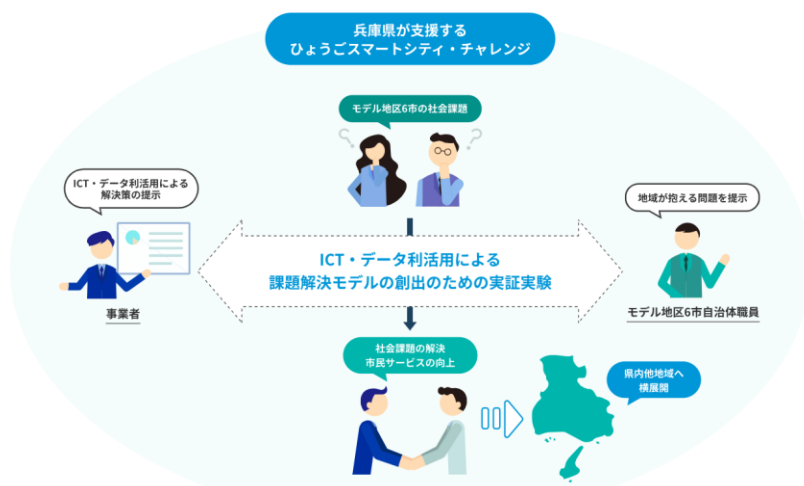 兵庫県が支援する
ひょうごスマートシティ・チャレンジ
モデル地区6市の社会課題
ICT・データ利活用による
解決策の提示
地域が抱える問題を提示
ICT・データ利活用による
課題解決モデルの創出のための実証実験
事業者
モデル地区6市自治体職員
社会課題の解決
市民サービスの向上
県内他地域へ
横展開